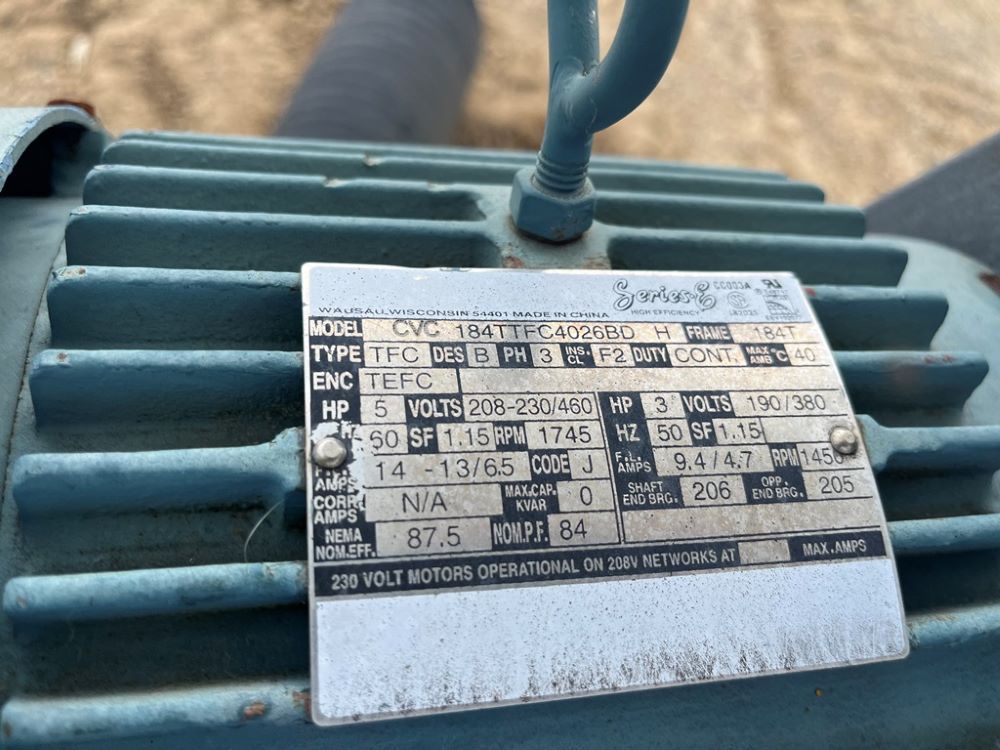 Series-E
HIGH EFFICIENCY
WAUSAU, WISCONSIN 54401 MADE IN CHINA
MODEL CVC 184TTFC4026BD H FRAME 184T
TYPE TFC DES B PH 3 INS. CL F2 DUTY CONT. MAX AMB °C 40
ENC TEFC
HP 5 VOLTS 208-230/460 HP 3 VOLTS 190/380
60 SF 1.15 RPM 1745 HZ 50 SF 1.15
AMPS 14 -13/6.5 CODE J F.L. AMPS 9.4/4.7 RPM
CORR AMPS N/A MAX.CAP. KVAR 0 SHAFT END BRG. 206 OPP. END BRG. 205
NEMA NOM.EFF. 87.5 NOM.P.F. 84
230 VOLT MOTORS OPERATIONAL ON 208V NETWORKS AT MAX. AMPS